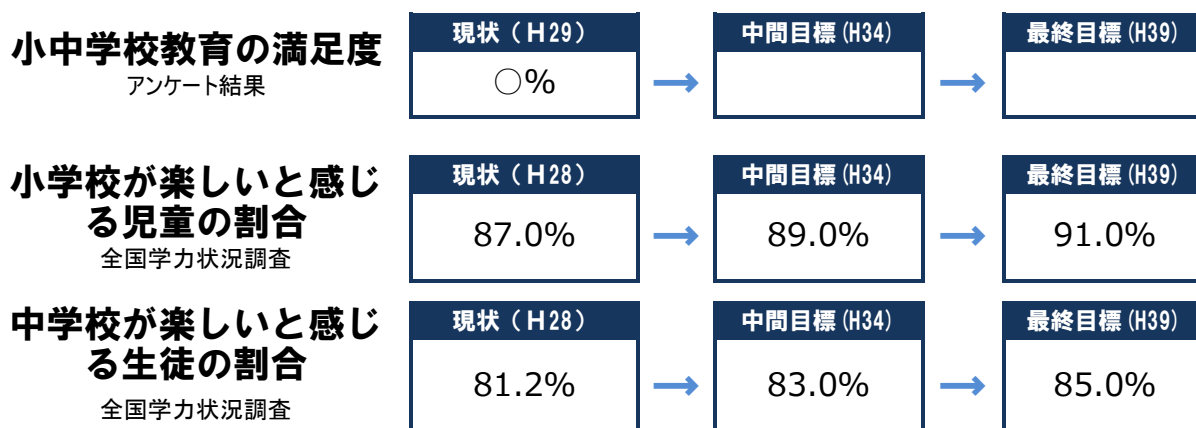 小中学校教育の満足度
アンケート結果
現状（H29）
○%
→
中間目標(H34)
→
最終目標(H39)
小学校が楽しいと感じ
る児童の割合
全国学力状況調査
現状（H28）
87.0%
→
中間目標(H34)
89.0%
→
最終目標(H39)
91.0%
中学校が楽しいと感じ
る生徒の割合
全国学力状況調査
現状（H28）
81.2%
→
中間目標(H34)
83.0%
→
最終目標(H39)
85.0%